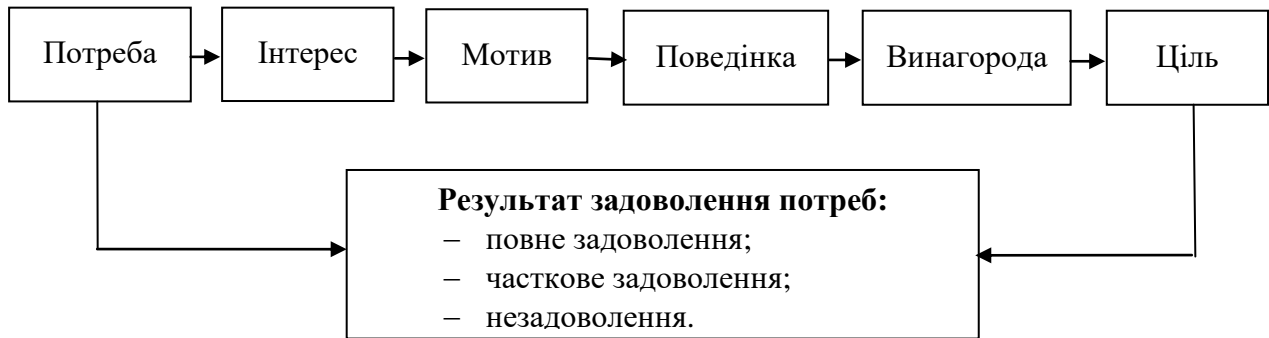 Потреба
Інтерес
Мотив
Поведінка
Винагорода
Ціль
Результат задоволення потреб:
– повне задоволення;
– часткове задоволення;
– незадоволення.